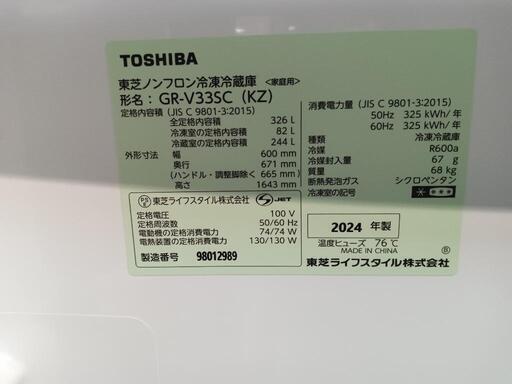 TOSHIBA
東芝ノンフロン冷凍冷蔵庫 <家庭用>
形名：GR-V33SC (KZ)
定格内容積 (JIS C 9801-3:2015)
全定格内容積 326 L
冷凍室の定格内容積 82 L
冷蔵室の定格内容積 244 L
外形寸法 幅 600 mm
奥行 671 mm
(ハンドル・調整脚除く 665 mm)
高さ 1643 mm
PSE 東芝ライフスタイル株式会社 S JET
定格電圧 100 V
定格周波数 50/60 Hz
電動機の定格消費電力 74/74 W
電熱装置の定格消費電力 130/130 W
製造番号 98012989
消費電力量 (JIS C 9801-3:2015)
50Hz 325 kWh/年
60Hz 325 kWh/年
種類 冷凍冷蔵庫
冷媒 R600a
冷媒封入量 67 g
質量 68 kg
断熱発泡ガス シクロペンタン
冷凍室の記号
2024 年製
温度ヒューズ 76℃
MADE IN CHINA
Ⓑ
東芝ライフスタイル株式会社